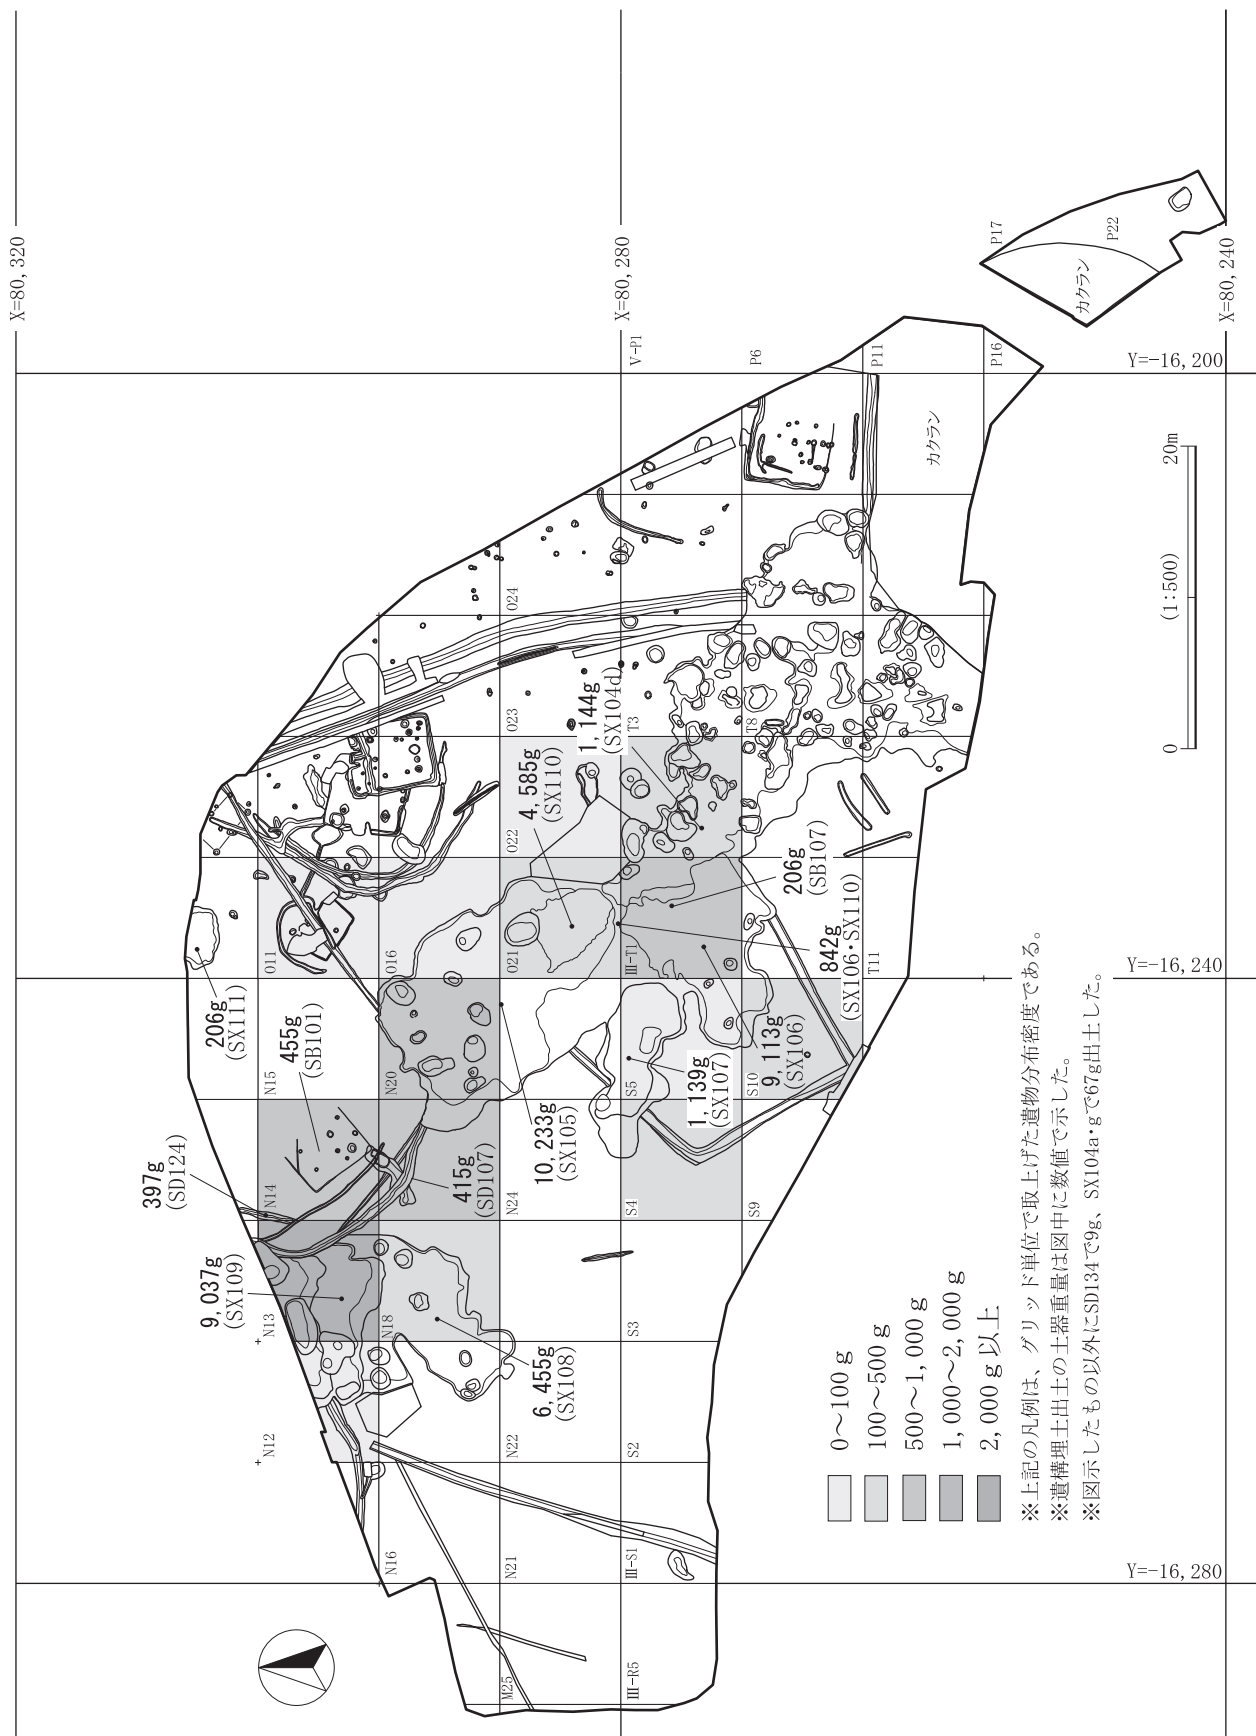 X=80,320
X=80,280
X=80,240
Y=-16,200
Y=-16,240
Y=-16,280
P17
P22
カクラン
V-P1
P6
P11
P16
カクラン
20m
(1:500)
0
O24
O23
T3
T8
1,144g
(SX104d)
4,585g
(SX110)
O22
206g
(SB107)
842g
(SX106・SX110)
O11
O16
O21
Ⅲ-T1
T11
206g
(SX111)
455g
(SB101)
9,113g
(SX106)
1,139g
(SX107)
N15
N20
S5
S10
10,233g
(SX105)
397g
(SD124)
415g
(SD107)
N14
N24
S4
S9
9,037g
(SX109)
N13
N18
S3
6,455g
(SX108)
N12
N22
S2
N16
N21
Ⅲ-S1
M25
Ⅲ-R5
0～100g
100～500g
500～1,000g
1,000～2,000g
2,000g以上
※上記の凡例は、グリッド単位で取上げた遺物分布密度である。
※遺構埋土出土の土器重量は図中に数値で示した。
※図示したもの以外にSD134で9g、SX104a・gで67g出土した。